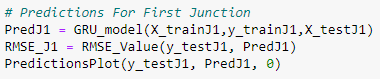 # Predictions For First Junction
PredJ1 = GRU_model(X_trainJ1,y_trainJ1,X_testJ1)
RMSE_J1 = RMSE_Value(y_testJ1, PredJ1)
PredictionsPlot(y_testJ1, PredJ1, 0)